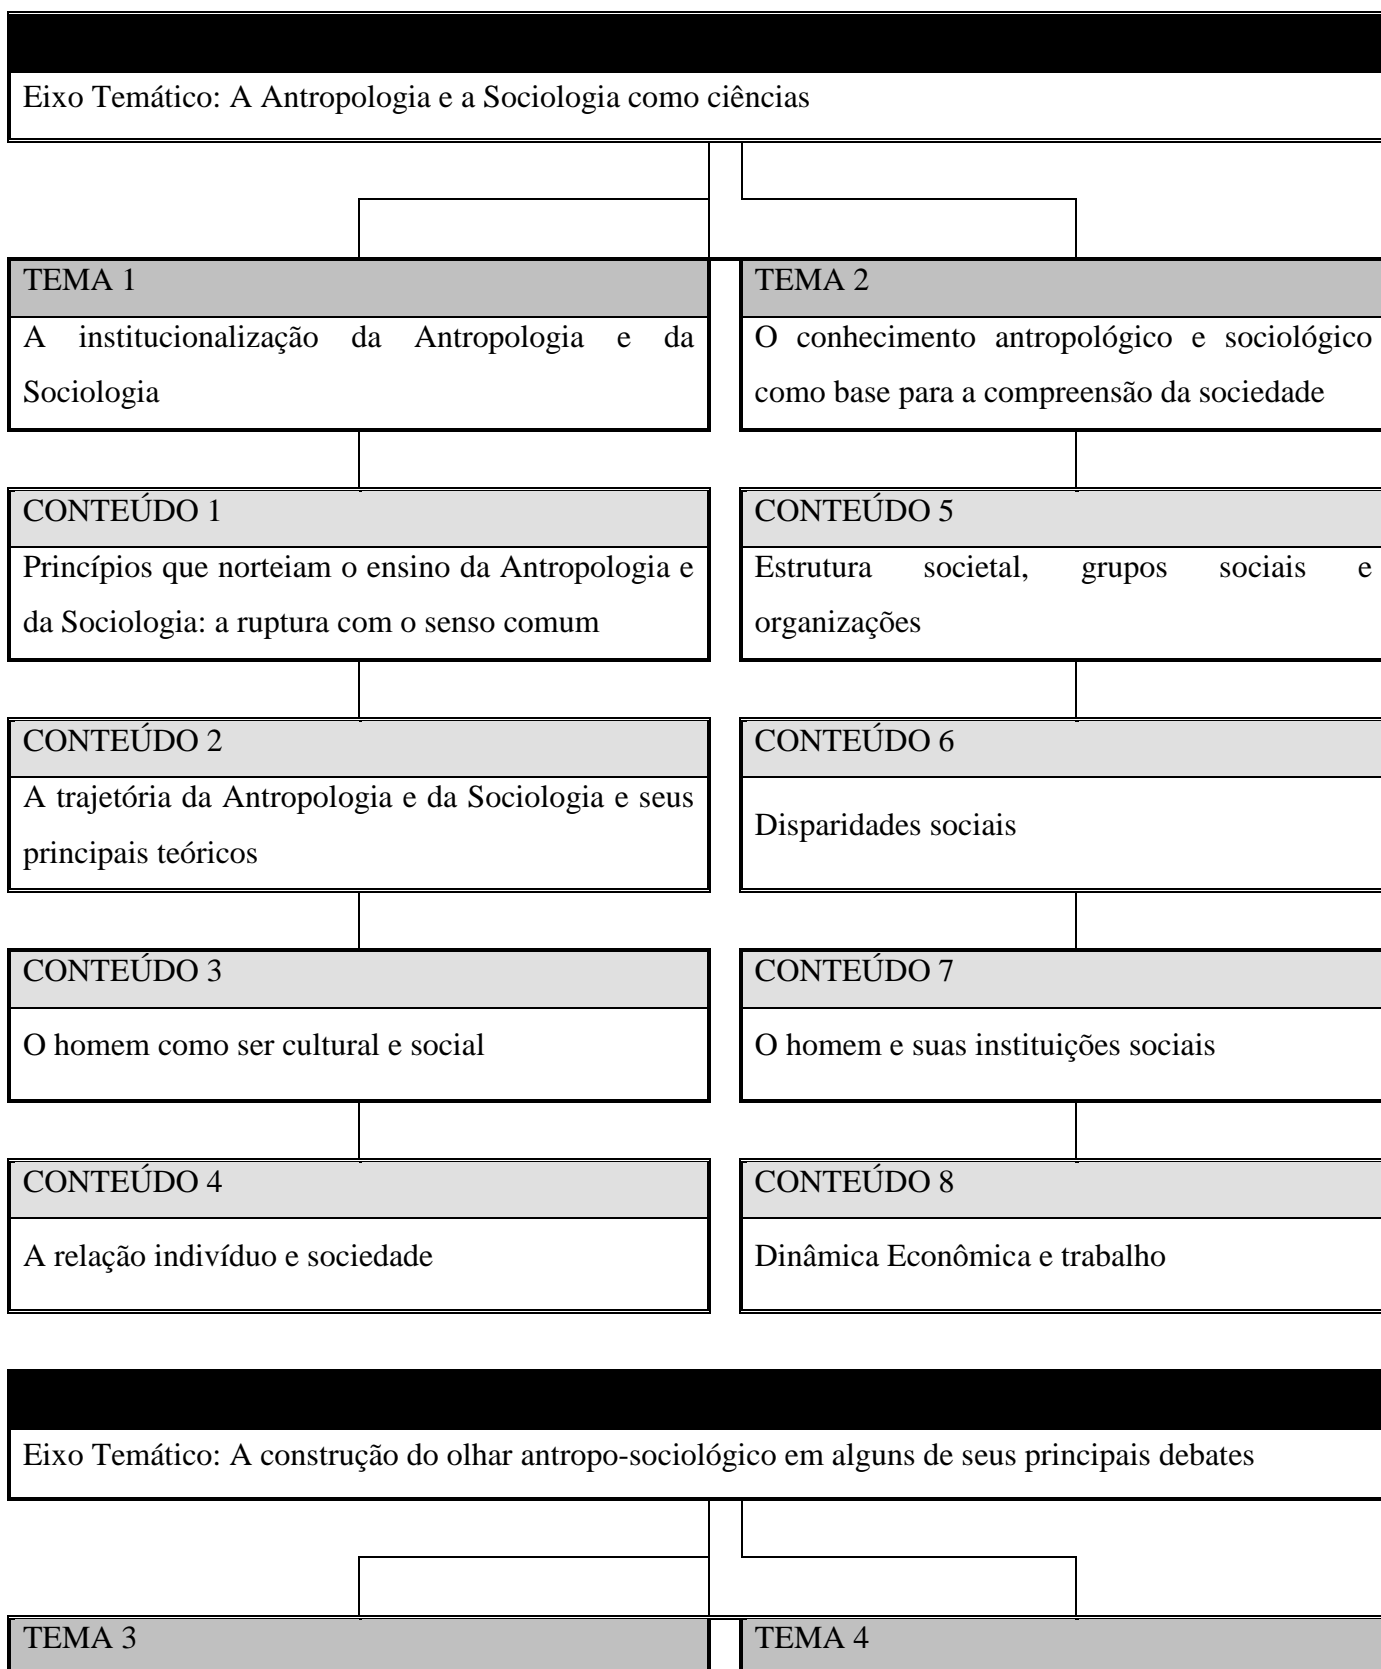 Eixo Temático: A Antropologia e a Sociologia como ciências
TEMA 1
A institucionalização da Antropologia e da
Sociologia
CONTEÚDO 1
Princípios que norteiam o ensino da Antropologia e
da Sociologia: a ruptura com o senso comum
CONTEÚDO 2
A trajetória da Antropologia e da Sociologia e seus
principais teóricos
CONTEÚDO 3
O homem como ser cultural e social
CONTEÚDO 4
A relação indivíduo e sociedade
TEMA 2
O conhecimento antropológico e sociológico
como base para a compreensão da sociedade
CONTEÚDO 5
Estrutura societal, grupos sociais e
organizações
CONTEÚDO 6
Disparidades sociais
CONTEÚDO 7
O homem e suas instituições sociais
CONTEÚDO 8
Dinâmica Econômica e trabalho
Eixo Temático: A construção do olhar antropo-sociológico em alguns de seus principais debates
TEMA 3
TEMA 4